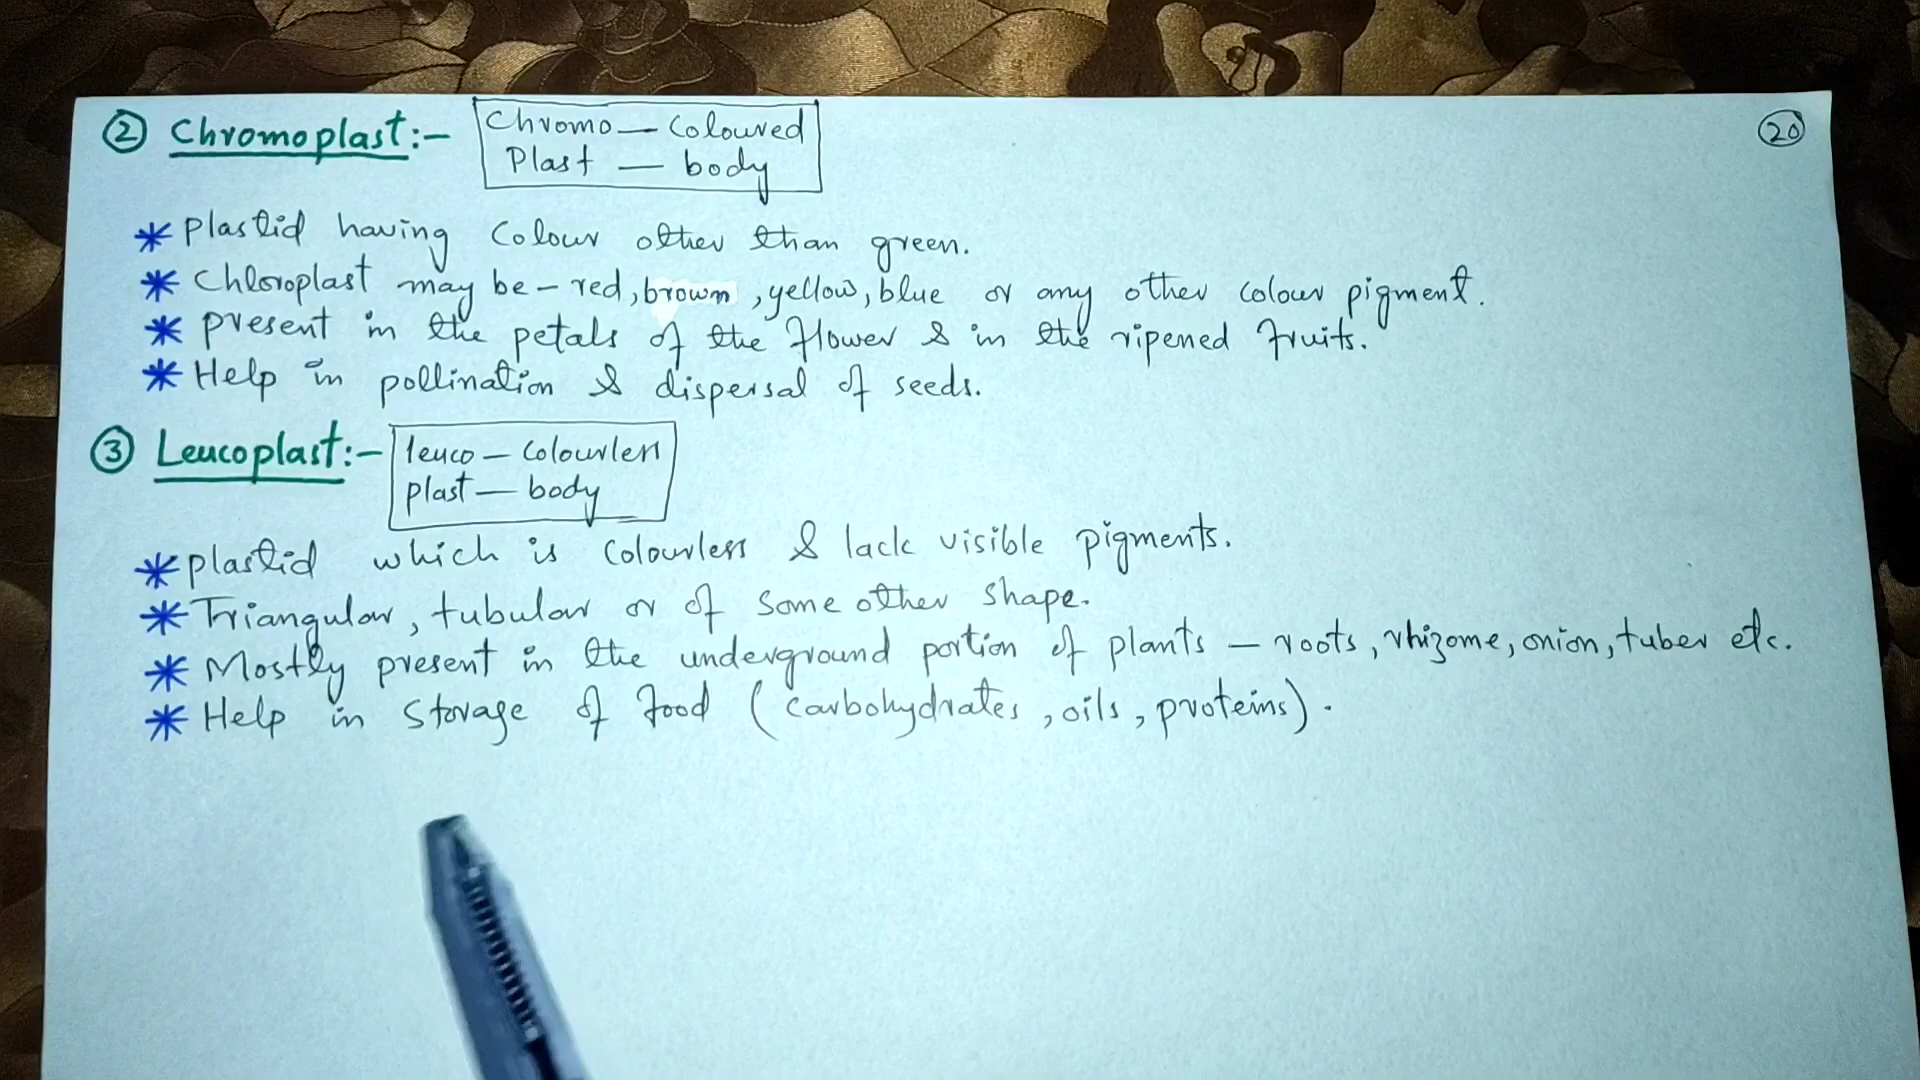 ② Chromoplast:- Chromo — Coloured
Plast — body
20
* Plastid having Colour other than green.
* Chloroplast may be - red, brown, yellow, blue or any other colour pigment.
* present in the petals of the flower & in the ripened fruits.
* Help in pollination & dispersal of seeds.
③ Leucoplast:- leuco - Colourless
plast — body
* plastid which is Colourless & lack visible pigments.
* Triangular, tubular or of some other shape.
* Mostly present in the underground portion of plants - roots, rhizome, onion, tuber etc.
* Help in storage of food (carbohydrates, oils, proteins).